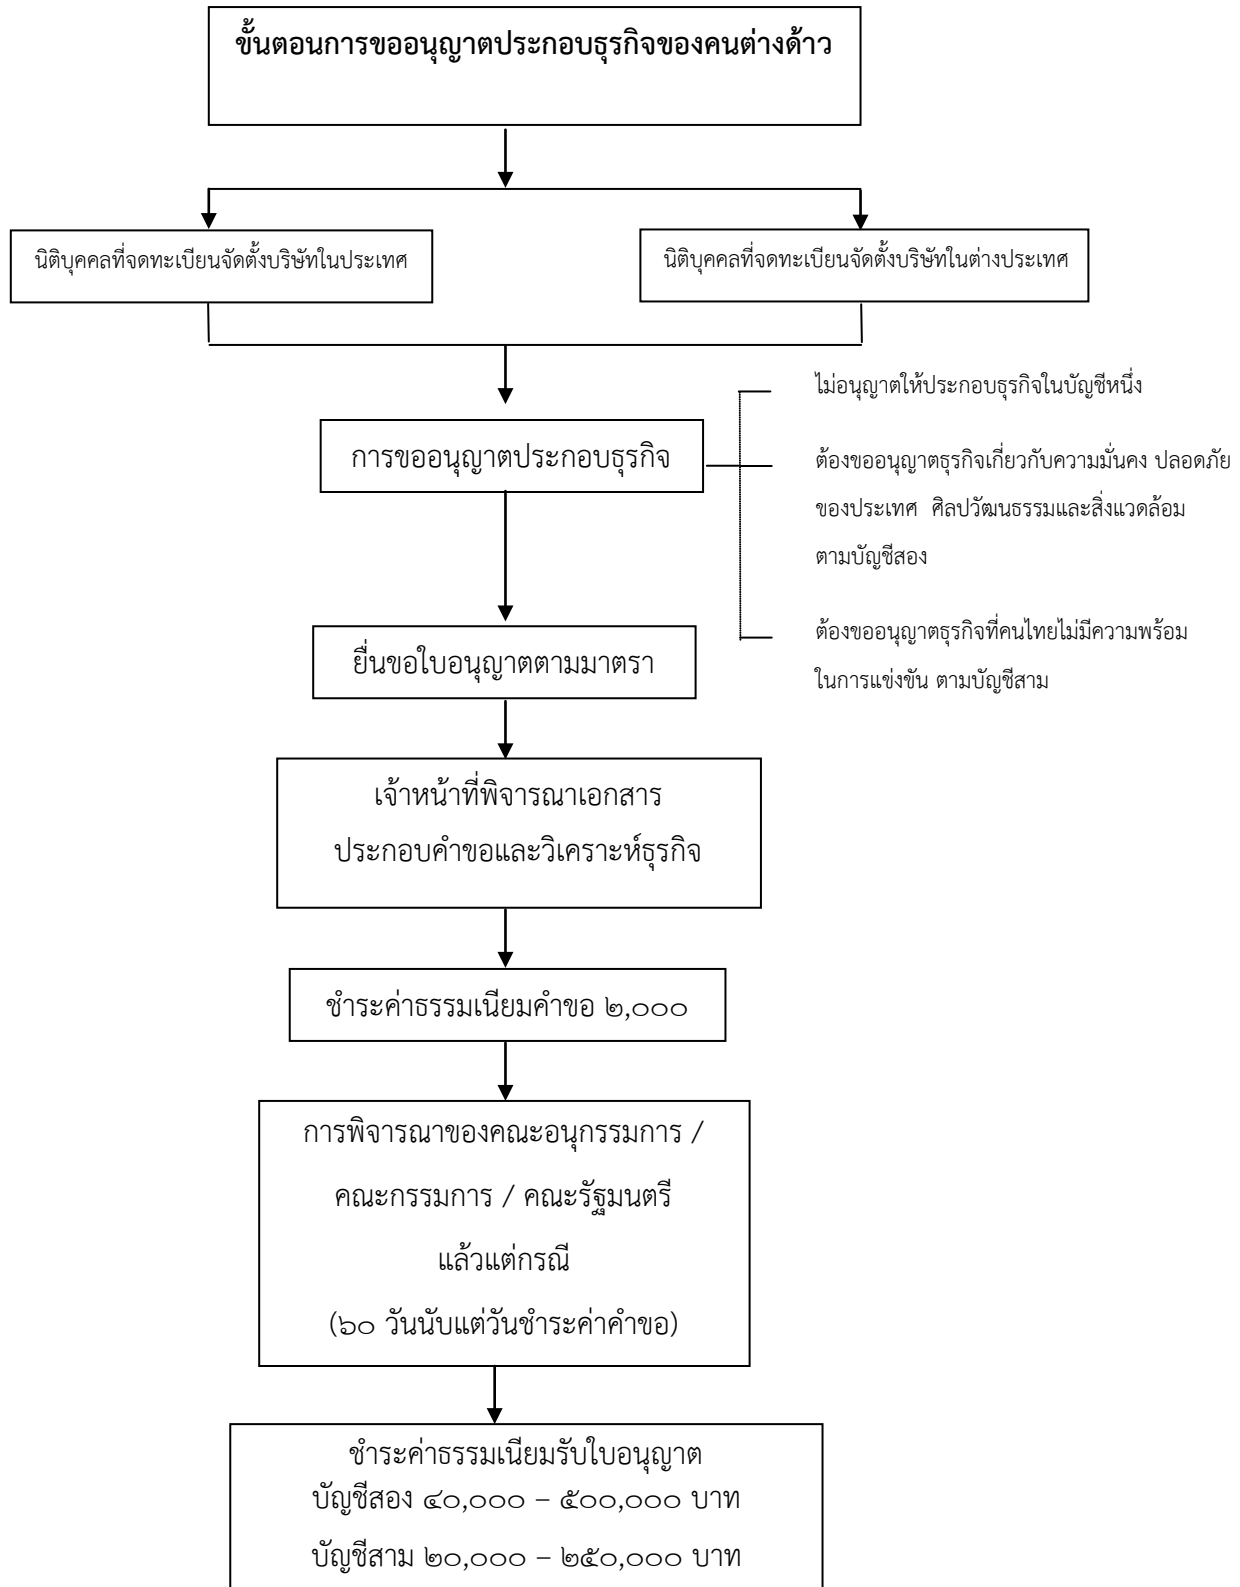 ขั้นตอนการขออนุญาตประกอบธุรกิจของคนต่างด้าว
นิติบุคคลที่จดทะเบียนจัดตั้งบริษัทในประเทศ
นิติบุคคลที่จดทะเบียนจัดตั้งบริษัทในต่างประเทศ
การขออนุญาตประกอบธุรกิจ
ไม่อนุญาตให้ประกอบธุรกิจในบัญชีหนึ่ง
ต้องขออนุญาตธุรกิจเกี่ยวกับความมั่นคง ปลอดภัย
ของประเทศ ศิลปวัฒนธรรมและสิ่งแวดล้อม
ตามบัญชีสอง
ต้องขออนุญาตธุรกิจที่คนไทยไม่มีความพร้อม
ในการแข่งขัน ตามบัญชีสาม
ยื่นขอใบอนุญาตตามมาตรา
เจ้าหน้าที่พิจารณาเอกสาร
ประกอบคำขอและวิเคราะห์ธุรกิจ
ชำระค่าธรรมเนียมคำขอ ๒,๐๐๐
การพิจารณาของคณะอนุกรรมการ /
คณะกรรมการ / คณะรัฐมนตรี
แล้วแต่กรณี
(๖๐ วันนับแต่วันชำระค่าคำขอ)
ชำระค่าธรรมเนียมรับใบอนุญาต
บัญชีสอง ๔๐,๐๐๐ – ๕๐๐,๐๐๐ บาท
บัญชีสาม ๒๐,๐๐๐ – ๒๕๐,๐๐๐ บาท